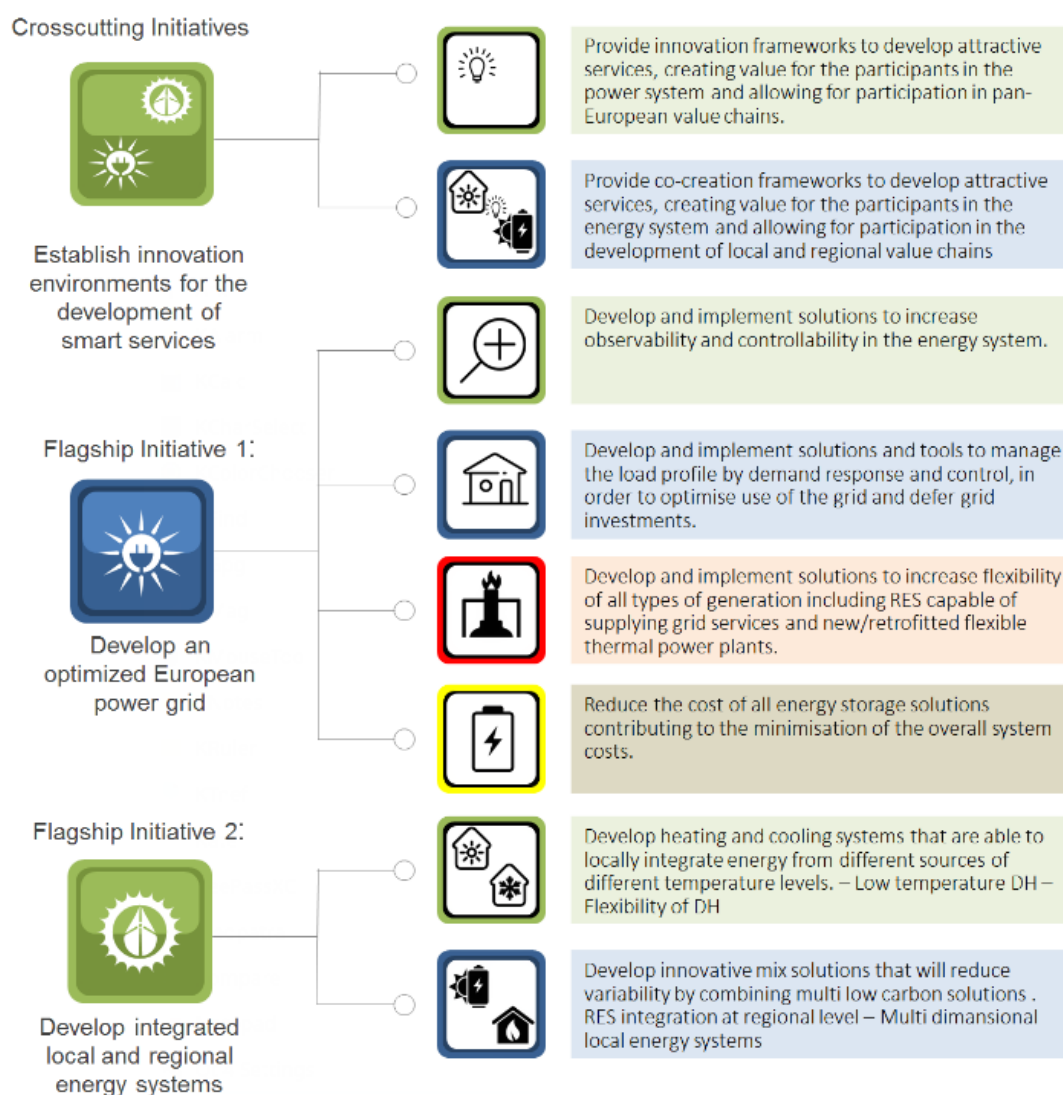 Crosscutting Initiatives
Establish innovation
environments for the
development of
smart services
Provide innovation frameworks to develop attractive
services, creating value for the participants in the
power system and allowing for participation in pan-
European value chains.
Provide co-creation frameworks to develop attractive
services, creating value for the participants in the
energy system and allowing for participation in the
development of local and regional value chains
Flagship Initiative 1:
Develop an
optimized European
power grid
Develop and implement solutions to increase
observability and controllability in the energy system.
Develop and implement solutions and tools to manage
the load profile by demand response and control, in
order to optimise use of the grid and defer grid
investments.
Develop and implement solutions to increase flexibility
of all types of generation including RES capable of
supplying grid services and new/retrofitted flexible
thermal power plants.
Reduce the cost of all energy storage solutions
contributing to the minimisation of the overall system
costs.
Flagship Initiative 2:
Develop integrated
local and regional
energy systems
Develop heating and cooling systems that are able to
locally integrate energy from different sources of
different temperature levels. – Low temperature DH –
Flexibility of DH
Develop innovative mix solutions that will reduce
variability by combining multi low carbon solutions .
RES integration at regional level – Multi dimansional
local energy systems